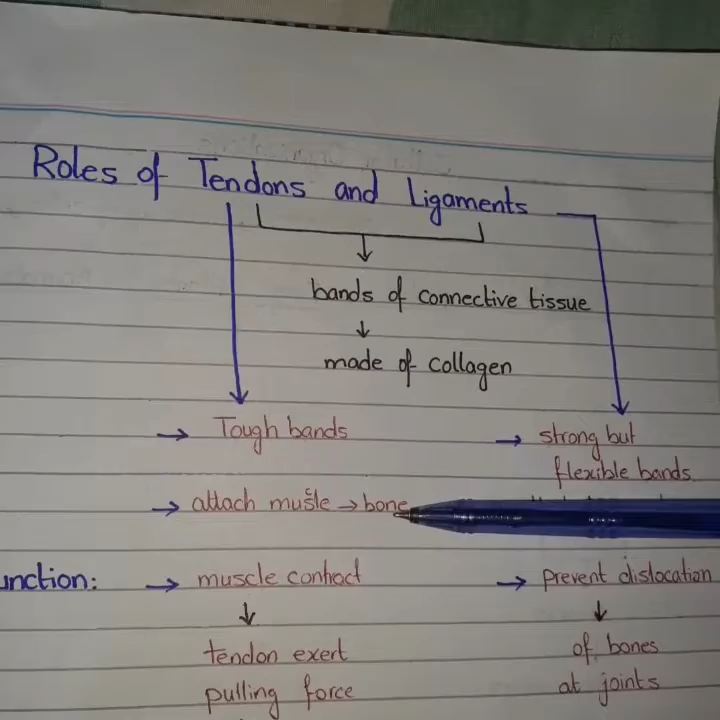 Roles of Tendons and Ligaments
bands of connective tissue
↓
made of collagen
→ Tough bands
→ strong but
flexible bands
→ attach muscle → bone
unction: → muscle contract
→ prevent dislocation
↓
↓
tendon exert
of bones
pulling force
at joints